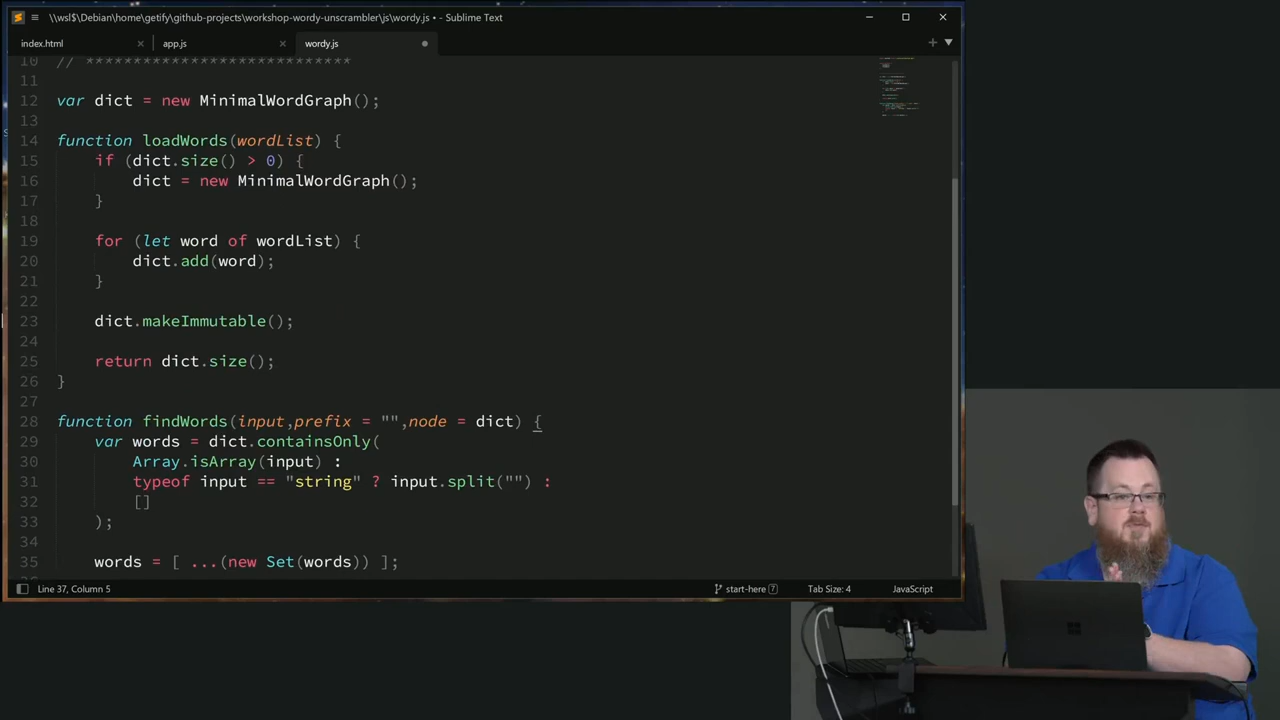 \\wsl$\Debian\home\getify\github-projects\workshop-wordy-unscrambler\js\wordy.js • - Sublime Text
index.html
app.js
wordy.js
10 // ****************************
11
12 var dict = new MinimalWordGraph();
13
14 function loadWords(wordList) {
15 if (dict.size() > 0) {
16 dict = new MinimalWordGraph();
17 }
18
19 for (let word of wordList) {
20 dict.add(word);
21 }
22
23 dict.makeImmutable();
24
25 return dict.size();
26 }
27
28 function findWords(input,prefix = "",node = dict) {
29 var words = dict.containsOnly(
30 Array.isArray(input) :
31 typeof input == "string" ? input.split("") :
32 []
33 );
34
35 words = [ ...(new Set(words)) ];
Line 37, Column 5
start-here 7
Tab Size: 4
JavaScript